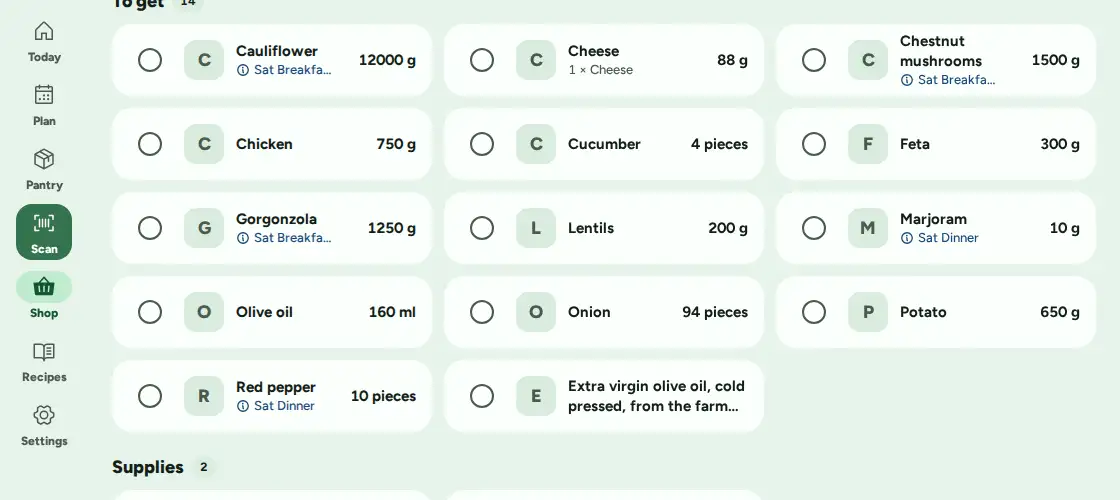 To get 14
Today
Plan
Pantry
Scan
Shop
Recipes
Settings
C
Cauliflower
Sat Breakfa...
12000 g
C
Cheese
1 × Cheese
88 g
C
Chestnut
mushrooms
Sat Breakfa...
1500 g
C
Chicken
750 g
C
Cucumber
4 pieces
F
Feta
300 g
G
Gorgonzola
Sat Breakfa...
1250 g
L
Lentils
200 g
M
Marjoram
Sat Dinner
10 g
O
Olive oil
160 ml
O
Onion
94 pieces
P
Potato
650 g
R
Red pepper
Sat Dinner
10 pieces
E
Extra virgin olive oil, cold
pressed, from the farm...
Supplies 2